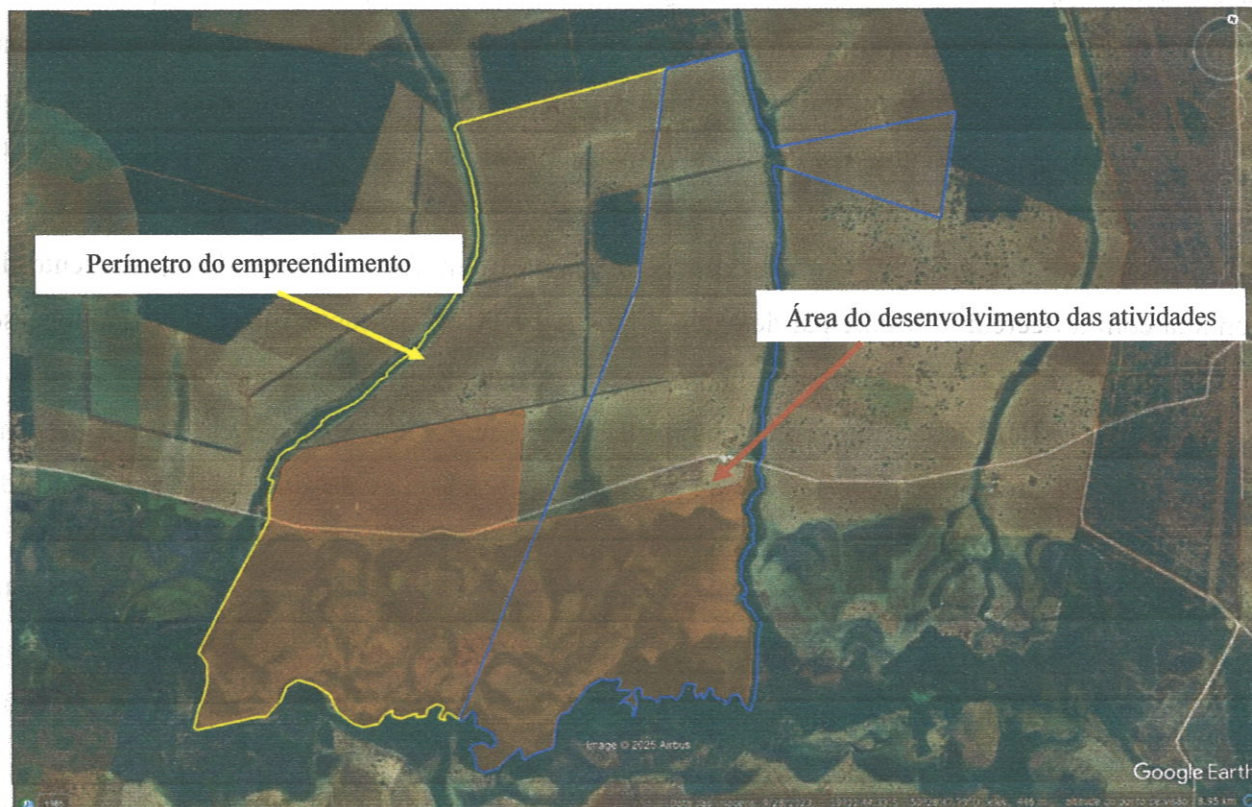 Perímetro do empreendimento
Área do desenvolvimento das atividades
Image © 2025 Airbus
Google Earth